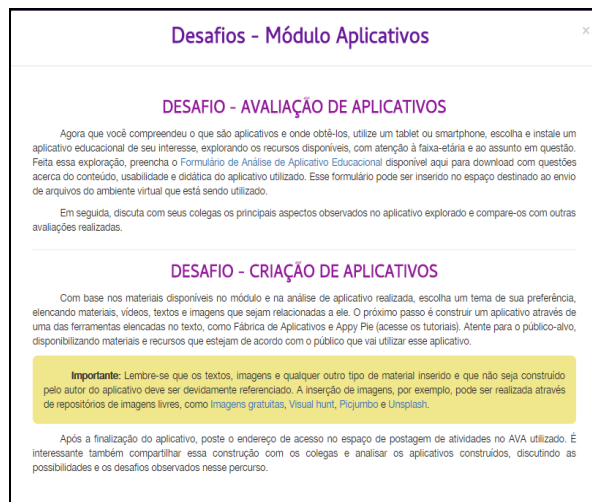 Desafios - Módulo Aplicativos
×
DESAFIO - AVALIAÇÃO DE APLICATIVOS
Agora que você compreendeu o que são aplicativos e onde obtê-los, utilize um tablet ou smartphone, escolha e instale um
aplicativo educacional de seu interesse, explorando os recursos disponíveis, com atenção à faixa-etária e ao assunto em questão.
Feita essa exploração, preencha o Formulário de Análise de Aplicativo Educacional disponível aqui para download com questões
acerca do conteúdo, usabilidade e didática do aplicativo utilizado. Esse formulário pode ser inserido no espaço destinado ao envio
de arquivos do ambiente virtual que está sendo utilizado.
Em seguida, discuta com seus colegas os principais aspectos observados no aplicativo explorado e compare-os com outras
avaliações realizadas.
DESAFIO - CRIAÇÃO DE APLICATIVOS
Com base nos materiais disponíveis no módulo e na análise de aplicativo realizada, escolha um tema de sua preferência,
elencando materiais, vídeos, textos e imagens que sejam relacionadas a ele. O próximo passo é construir um aplicativo através de
uma das ferramentas elencadas no texto, como Fábrica de Aplicativos e Appy Pie (acesse os tutoriais). Atente para o público-alvo,
disponibilizando materiais e recursos que estejam de acordo com o público que vai utilizar esse aplicativo.
Importante: Lembre-se que os textos, imagens e qualquer outro tipo de material inserido e que não seja construído
pelo autor do aplicativo deve ser devidamente referenciado. A inserção de imagens, por exemplo, pode ser realizada através
de repositórios de imagens livres, como Imagens gratuitas, Visual hunt, Picjumbo e Unsplash.
Após a finalização do aplicativo, poste o endereço de acesso no espaço de postagem de atividades no AVA utilizado. É
interessante também compartilhar essa construção com os colegas e analisar os aplicativos construídos, discutindo as
possibilidades e os desafios observados nesse percurso.